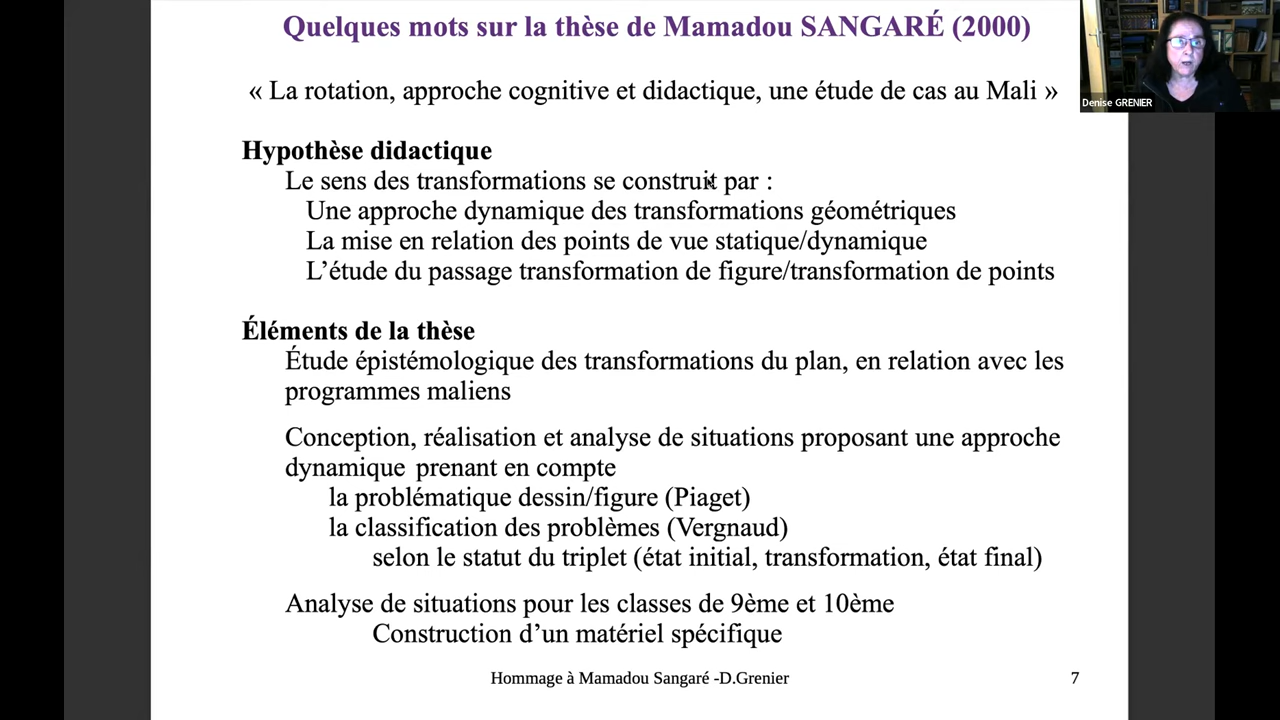 Quelques mots sur la thèse de Mamadou SANGARÉ (2000)
« La rotation, approche cognitive et didactique, une étude de cas au Mali »
Denise GRENIER
Hypothèse didactique
Le sens des transformations se construit par :
Une approche dynamique des transformations géométriques
La mise en relation des points de vue statique/dynamique
L’étude du passage transformation de figure/transformation de points
Éléments de la thèse
Étude épistémologique des transformations du plan, en relation avec les
programmes maliens
Conception, réalisation et analyse de situations proposant une approche
dynamique prenant en compte
la problématique dessin/figure (Piaget)
la classification des problèmes (Vergnaud)
selon le statut du triplet (état initial, transformation, état final)
Analyse de situations pour les classes de 9ème et 10ème
Construction d’un matériel spécifique
Hommage à Mamadou Sangaré -D.Grenier
7